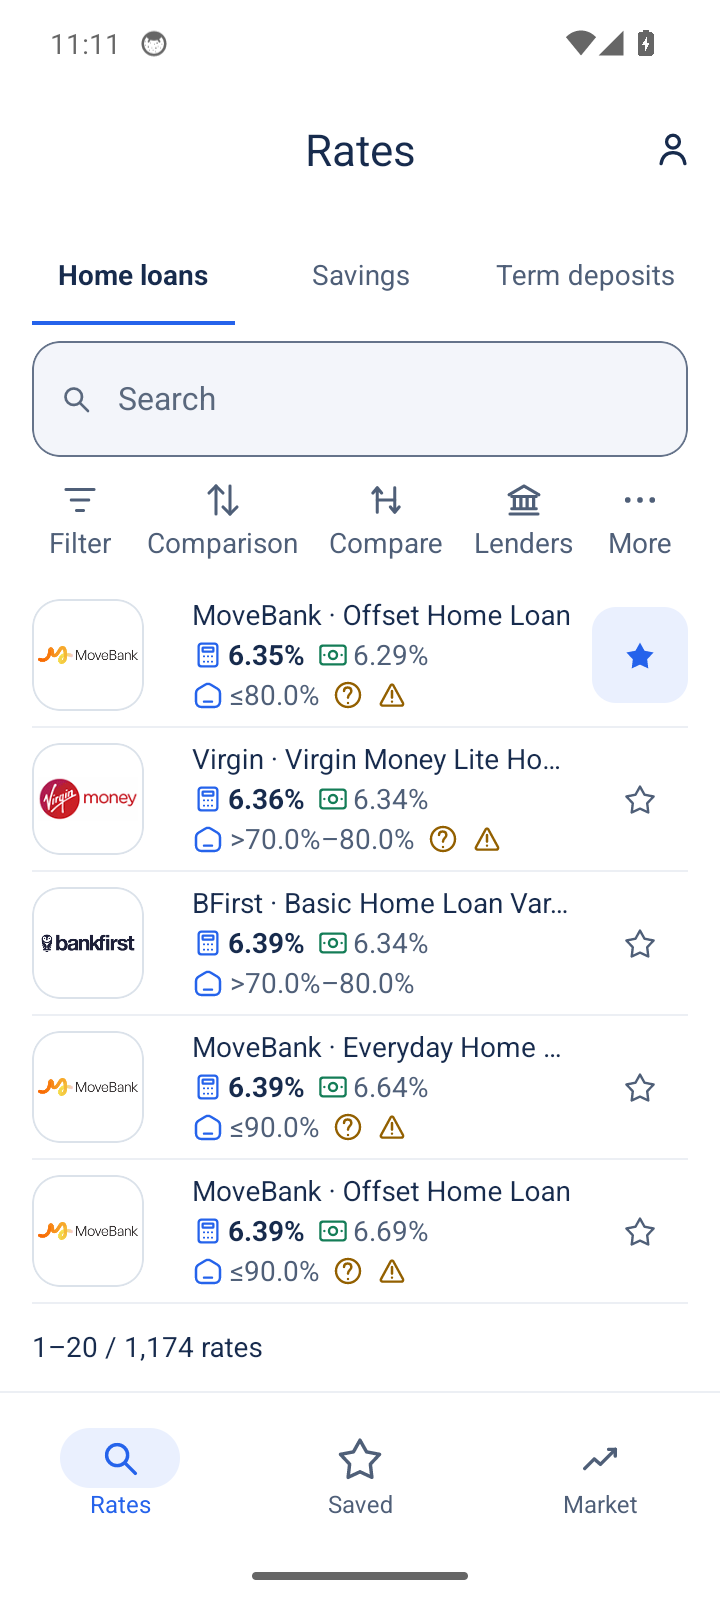 11:11
Rates
Home loans
Savings
Term deposits
Search
Filter
Comparison
Compare
Lenders
More
MoveBank
MoveBank · Offset Home Loan
6.35% 6.29%
≤80.0%
Virgin money
Virgin · Virgin Money Lite Ho...
6.36% 6.34%
>70.0%–80.0%
bankfirst
BFirst · Basic Home Loan Var...
6.39% 6.34%
>70.0%–80.0%
MoveBank
MoveBank · Everyday Home ...
6.39% 6.64%
≤90.0%
MoveBank
MoveBank · Offset Home Loan
6.39% 6.69%
≤90.0%
1–20 / 1,174 rates
Rates
Saved
Market